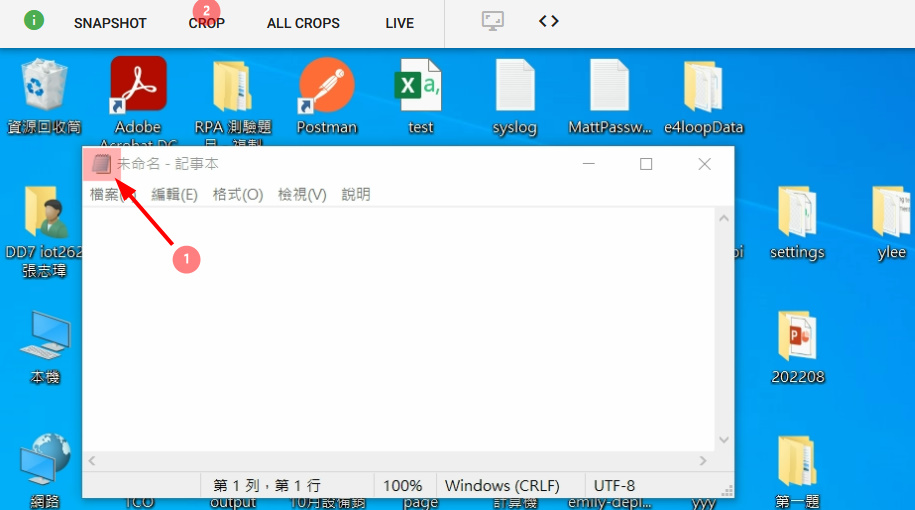 i SNAPSHOT CROP 2 ALL CROPS LIVE <>
資源回收筒 Adobe Acrobat DC RPA 測驗題 Postman test syslog MattPassw... e4loopData
未命名 - 記事本
檔案 編輯(E) 格式(O) 檢視(V) 說明
DD7 iot262 張志瑋 1 settings ylee
本機 202208
網路 TCO output 10月設備鈎 page 計算機 emily-depl... yyy 第一題
第 1 列，第 1 行 100% Windows (CRLF) UTF-8